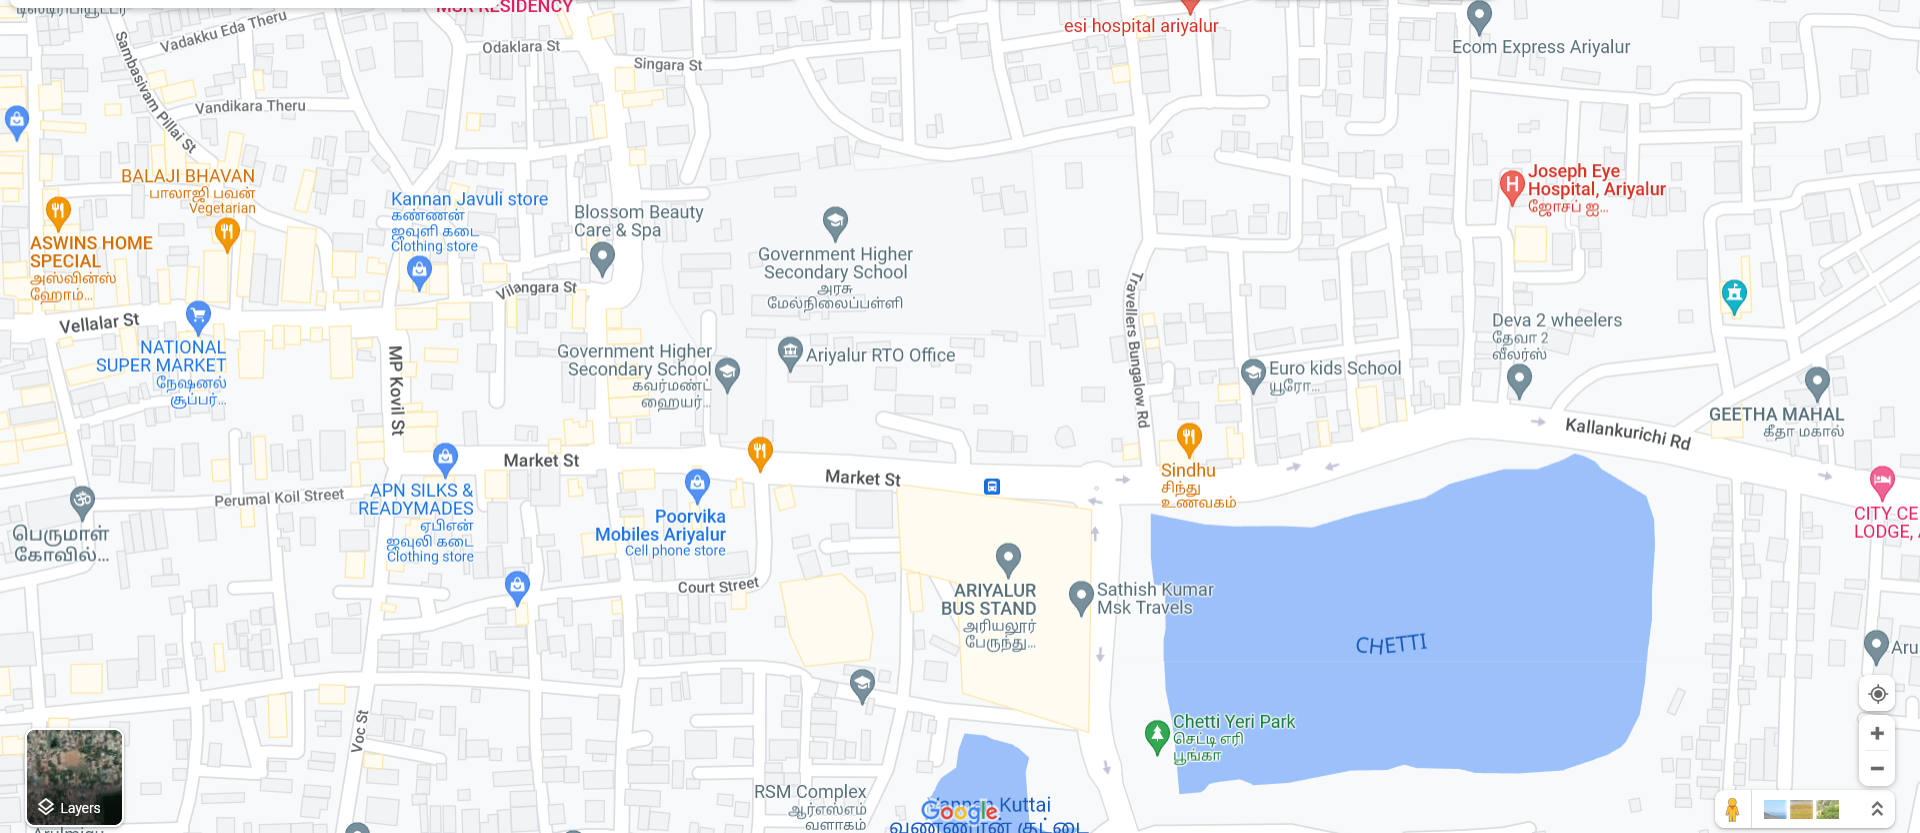 MSR RESIDENCY
Vadakku Eda Theru
Sambasivam Pillai St
Odaklara St
Singara St
esi hospital ariyalur
Ecom Express Ariyalur
Vandikara Theru
BALAJI BHAVAN
பாலாஜி பவன்
Vegetarian
Kannan Javuli store
கண்ணன்
ஜவுளி கடை
Clothing store
Blossom Beauty
Care & Spa
Joseph Eye
Hospital, Ariyalur
ஜோசப் ஐ...
ASWINS HOME
SPECIAL
அஸ்வின்ஸ்
ஹோம்...
Government Higher
Secondary School
அரசு
மேல்நிலைப்பள்ளி
Vilangara St
Travellers Bungalow Rd
Vellalar St
NATIONAL
SUPER MARKET
நேஷனல்
சூப்பர்...
MP Kovil St
Government Higher
Secondary School
கவர்மண்ட்
ஹையர்...
Ariyalur RTO Office
Deva 2 wheelers
தேவா 2
வீலர்ஸ்
Euro kids School
யூரோ...
GEETHA MAHAL
கீதா மகால்
Kallankurichi Rd
Market St
Market St
Sindhu
சிந்து
உணவகம்
Perumal Koil Street
APN SILKS &
READYMADES
ஏபிஎன்
ஜவுலி கடை
Clothing store
Poorvika
Mobiles Ariyalur
Cell phone store
பெருமாள்
கோவில்...
CITY CE
LODGE,
Court Street
ARIYALUR
BUS STAND
அரியலூர்
பேருந்து...
Sathish Kumar
Msk Travels
CHETTI
Aru
Voc St
Chetti Yeri Park
செட்டி எரி
பூங்கா
Layers
RSM Complex
ஆர்எஸ்எம்
வளாகம்
Google
Vannan Kuttai
வண்ணான் குட்டை